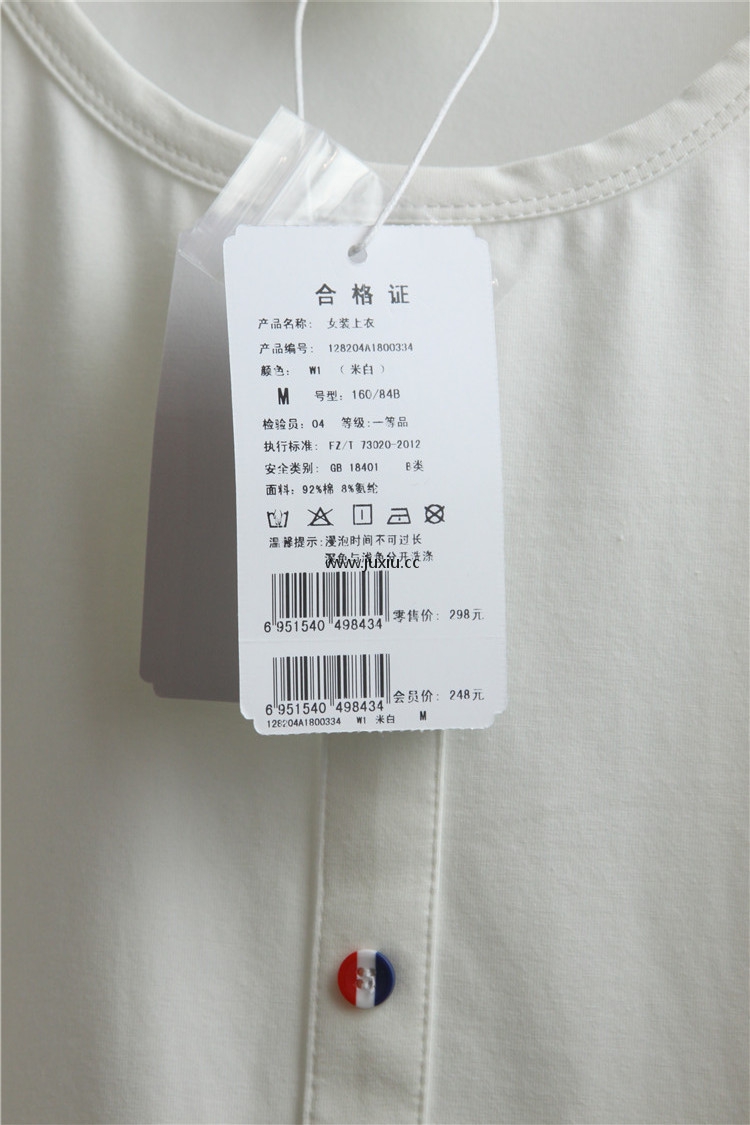 合格证
产品名称: 女装上衣
产品编号: 128204A1800334
颜色: W1 (米白)
M 号型: 160/84B
检验员: 04 等级:一等品
执行标准: FZ/T 73020-2012
安全类别: GB 18401 B类
面料: 92%棉 8%氨纶
温馨提示:浸泡时间不可过长
深色与浅色分开洗涤
www.juxiu.cc
6 951540 498434 零售价: 298元
6 951540 498434 会员价: 248元
128204A1800334 W1 米白 M